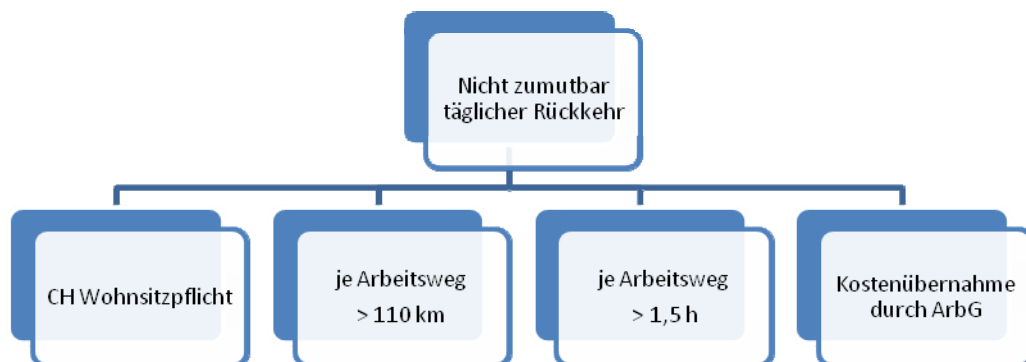 Nicht zumutbar
täglicher Rückkehr
CH Wohnsitzpflicht
je Arbeitsweg
> 110 km
je Arbeitsweg
> 1,5 h
Kostenübernahme
durch ArbG